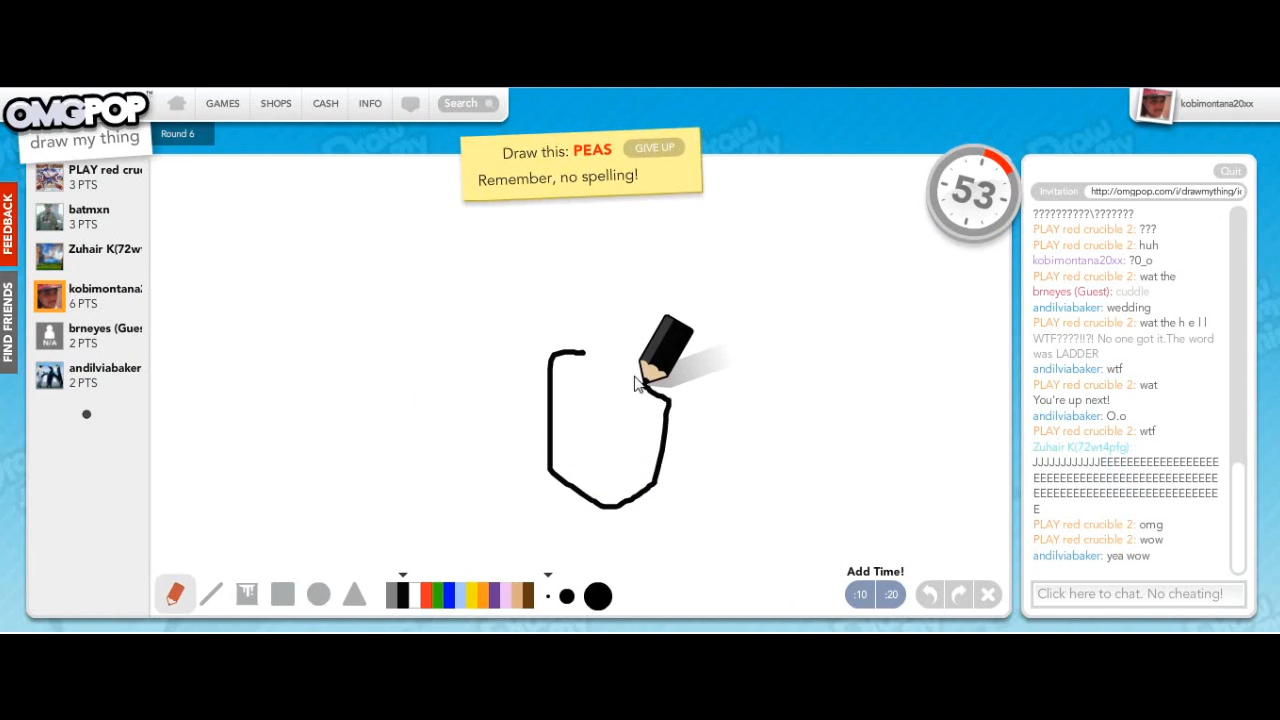 OMGPOP
draw my thing
GAMES SHOPS CASH INFO Search
kobimontana20xx
Round 6
Draw this: PEAS GIVE UP
Remember, no spelling!
53
FEEDBACK
FIND FRIENDS
PLAY red cruc
3 PTS
batmxn
3 PTS
Zuhair K(72w
kobimontana
6 PTS
brneyes (Gues
2 PTS
N/A
andilviabaker
2 PTS
Quit
Invitation http://omgpop.com/i/drawmything/
??????????\???????
PLAY red crucible 2: ???
PLAY red crucible 2: huh
kobimontana20xx: ?0_o
PLAY red crucible 2: wat the
brneyes (Guest): cuddle
andilviabaker: wedding
PLAY red crucible 2: wat the h e l l
WTF????!!?! No one got it.The word
was LADDER
andilviabaker: wtf
PLAY red crucible 2: wat
You're up next!
andilviabaker: O.o
PLAY red crucible 2: wtf
Zuhair K(72wt4pfg):
JJJJJJJJJJJJEEEEEEEEEEEEEEEEEE
EEEEEEEEEEEEEEEEEEEEEEEEEEEE
EEEEEEEEEEEEEEEEEEEEEEEEEEEE
E
PLAY red crucible 2: omg
PLAY red crucible 2: wow
andilviabaker: yea wow
Click here to chat. No cheating!
Add Time!
:10 :20